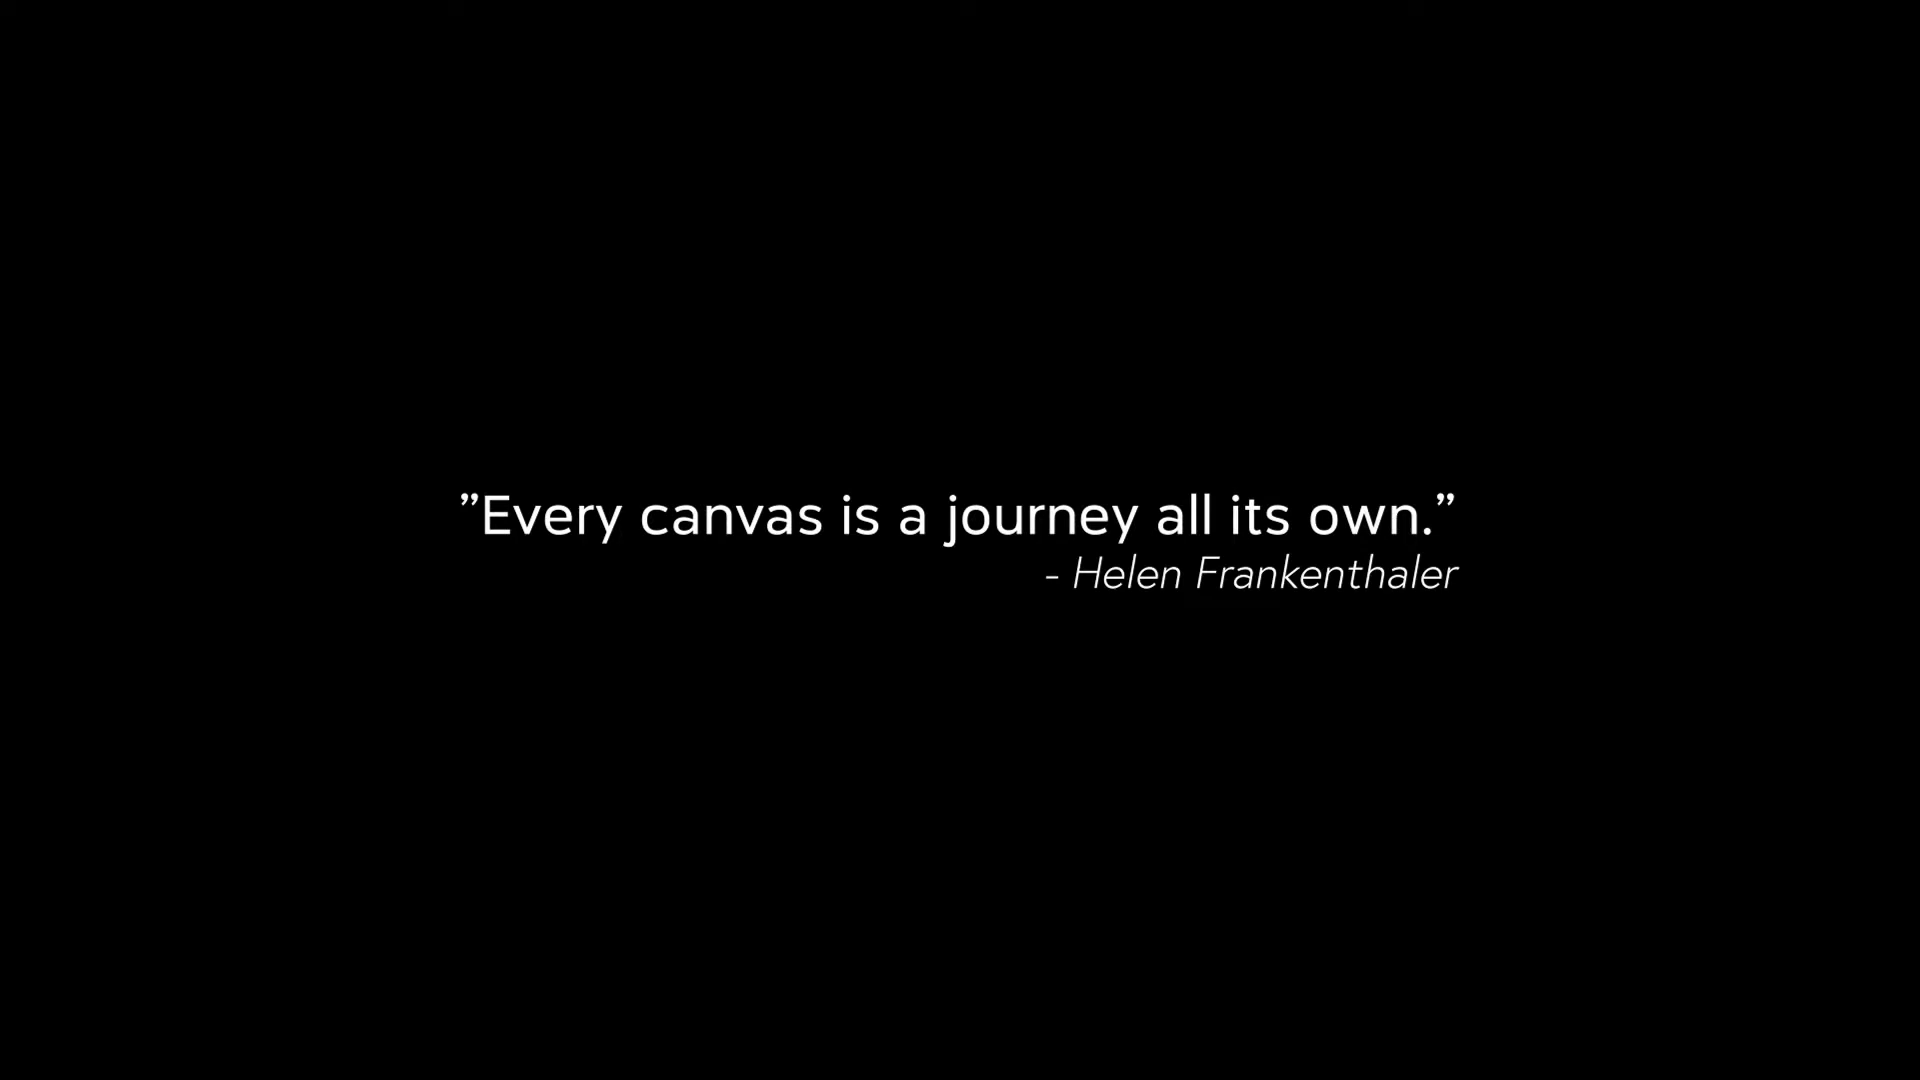 ”Every canvas is a journey all its own.”
- Helen Frankenthaler